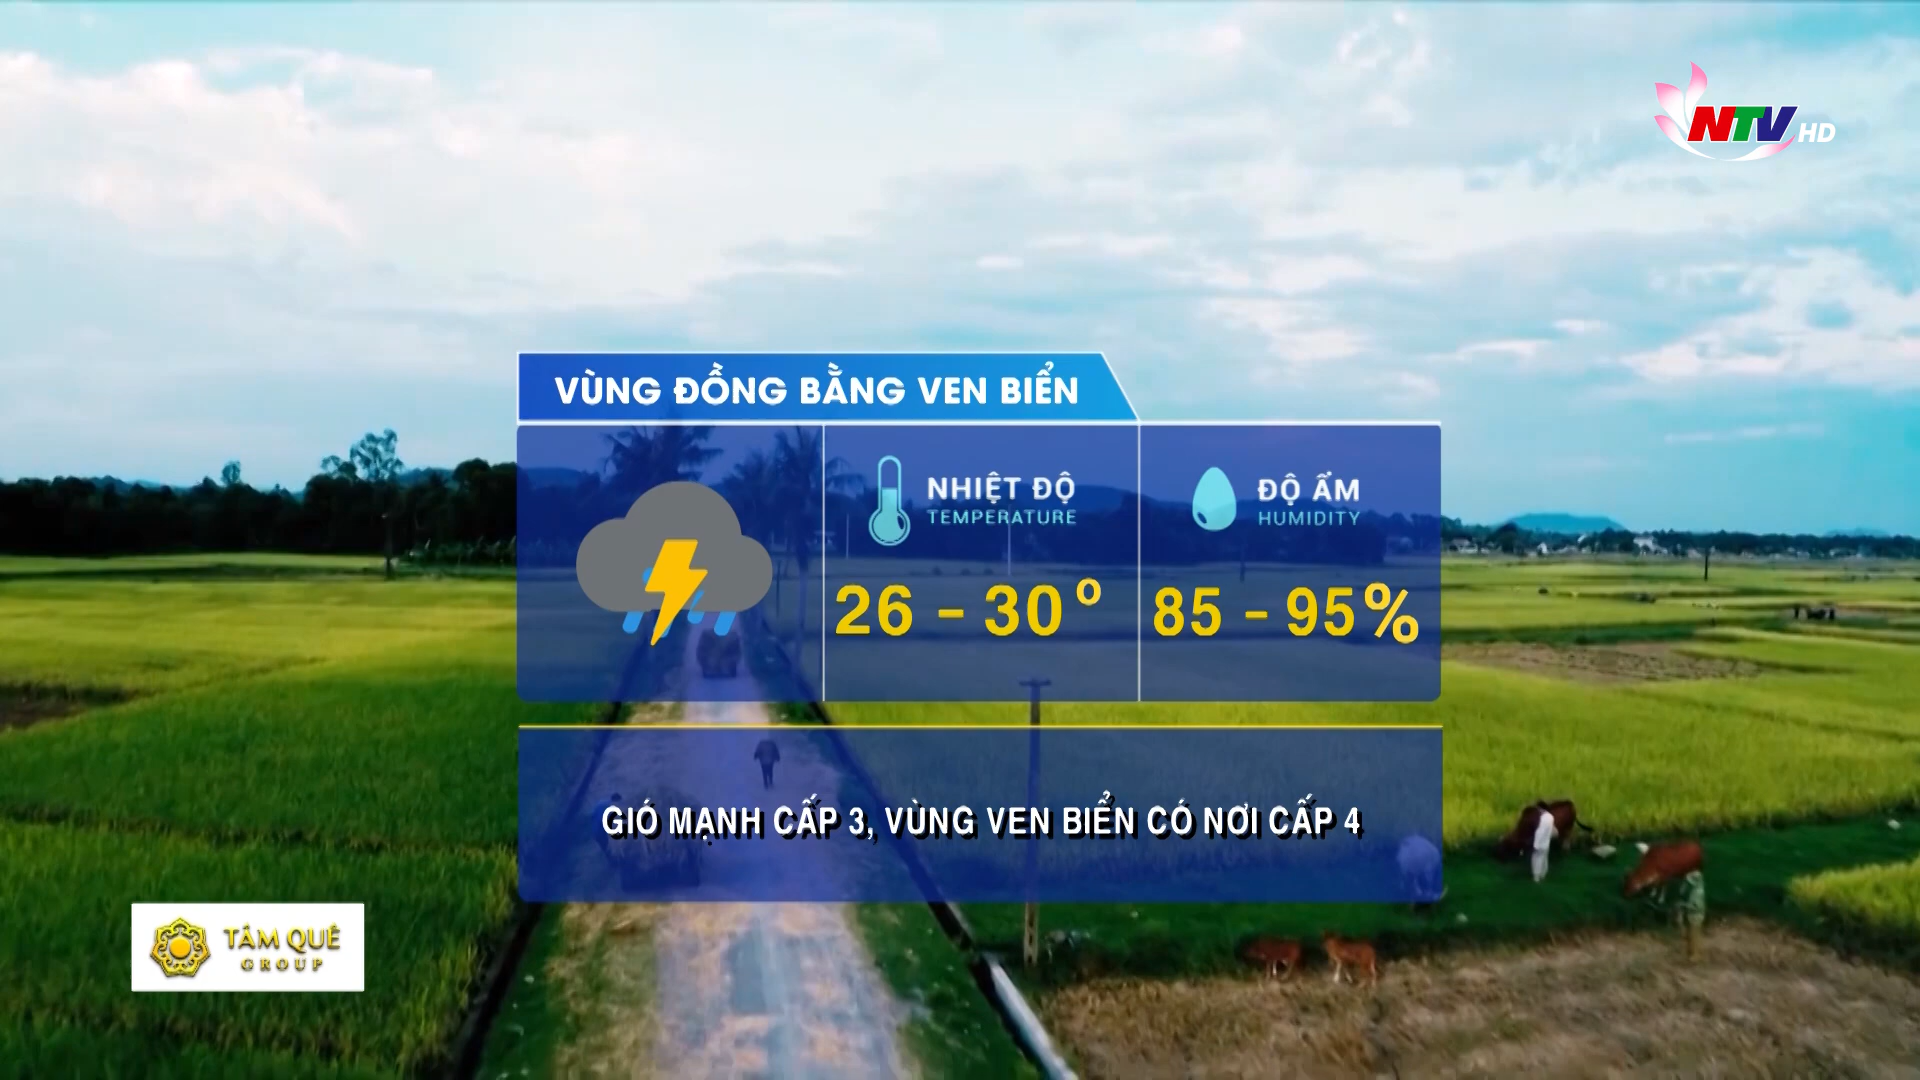 NTV HD
VÙNG ĐỒNG BẰNG VEN BIỂN
NHIỆT ĐỘ
TEMPERATURE
26 - 30°
ĐỘ ẨM
HUMIDITY
85 - 95%
GIÓ MẠNH CẤP 3, VÙNG VEN BIỂN CÓ NƠI CẤP 4
TÂM QUÊ
GROUP